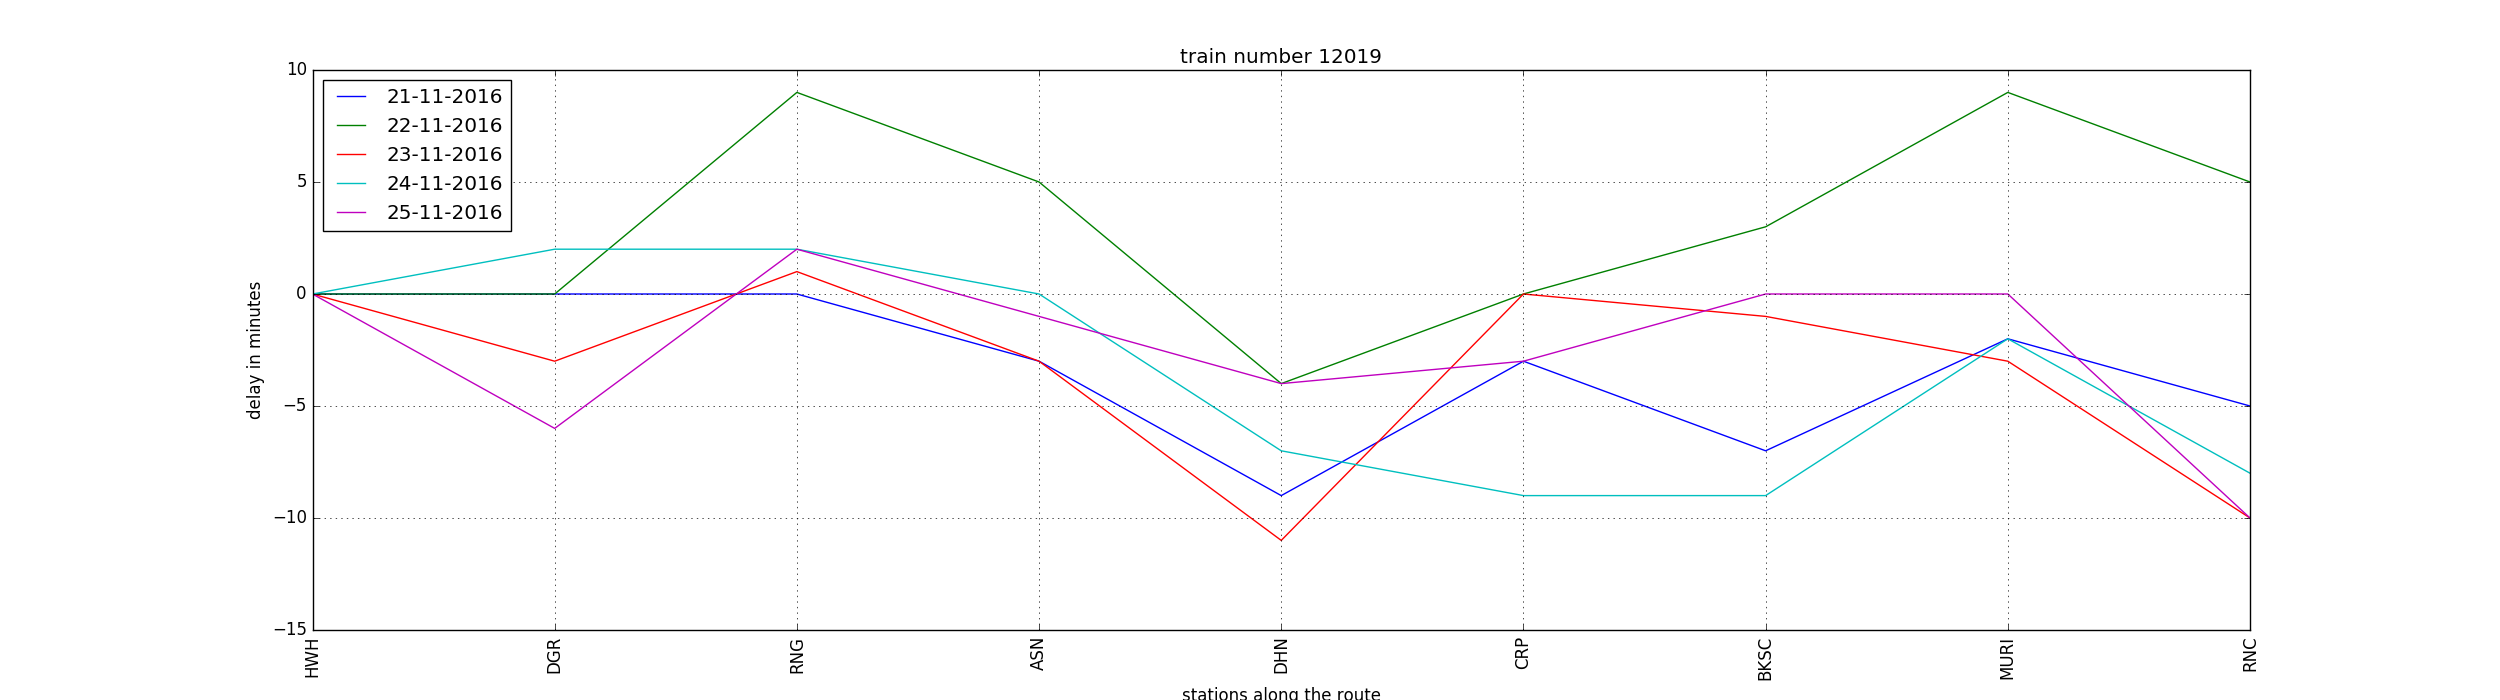 train number 12019
10
5
0
−5
−10
−15
delay in minutes
21-11-2016
22-11-2016
23-11-2016
24-11-2016
25-11-2016
HWH
DGR
RNG
ASN
DHN
CRP
BKSC
MURI
RNC
stations along the route